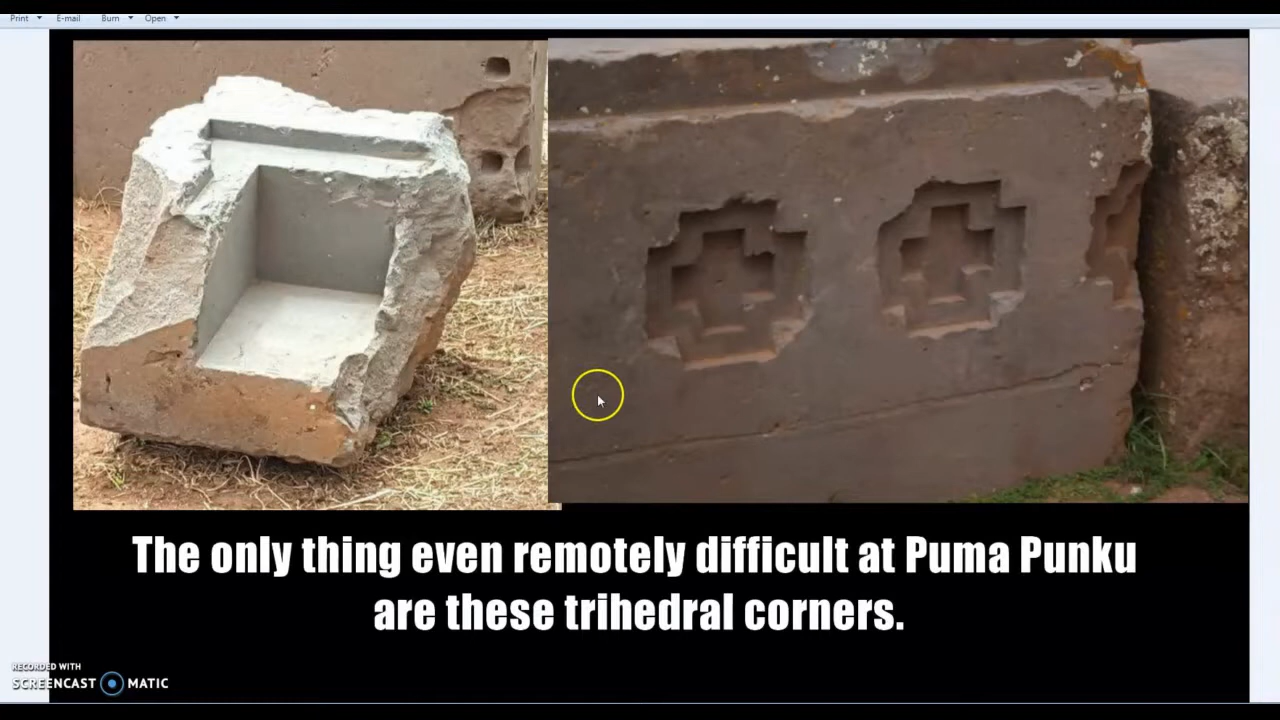 Print E-mail Burn Open
The only thing even remotely difficult at Puma Punku
are these trihedral corners.
RECORDED WITH
SCREENCAST MATIC